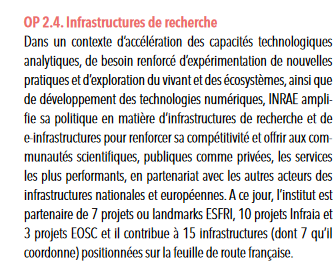 OP 2.4. Infrastructures de recherche
Dans un contexte d'accélération des capacités technologiques
analytiques, de besoin renforcé d'expérimentation de nouvelles
pratiques et d'exploration du vivant et des écosystèmes, ainsi que
de développement des technologies numériques, INRAE ampli-
fie sa politique en matière d'infrastructures de recherche et de
e-infrastructures pour renforcer sa compétitivité et offrir aux com-
munautés scientifiques, publiques comme privées, les services
les plus performants, en partenariat avec les autres acteurs des
infrastructures nationales et européennes. A ce jour, l'institut est
partenaire de 7 projets ou landmarks ESFRI, 10 projets Infraia et
3 projets EOSC et il contribue à 15 infrastructures (dont 7 qu'il
coordonne) positionnées sur la feuille de route française.